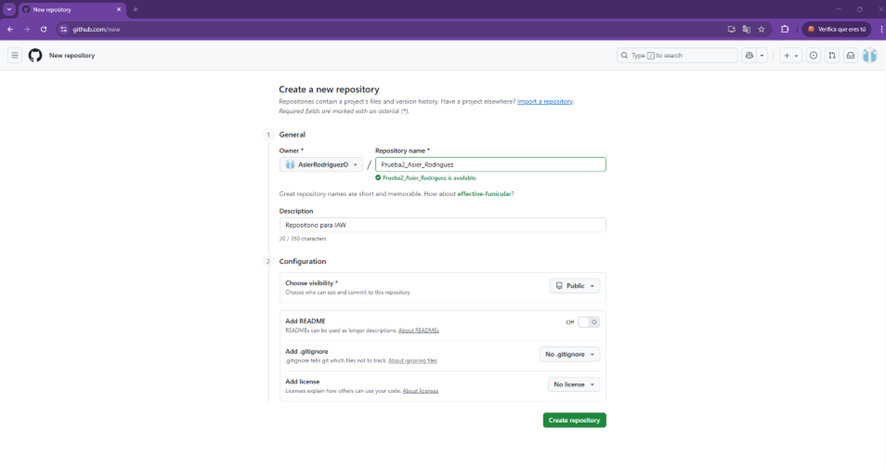 New repository
github.com/new
Verifica que eres tú
New repository
Type / to search
Create a new repository
Repositories contain a project's files and version history. Have a project elsewhere? Import a repository.
Required fields are marked with an asterisk (*).
1 General
Owner * Repository name *
AsierRodriguezO / Prueba2_Asier_Rodriguez
Prueba2_Asier_Rodriguez is available.
Great repository names are short and memorable. How about effective-funicular?
Description
Repositorio para IAW
20 / 350 characters
2 Configuration
Choose visibility * Public
Choose who can see and commit to this repository
Add README Off
READMEs can be used as longer descriptions. About READMEs
Add .gitignore No .gitignore
.gitignore tells git which files not to track. About ignoring files
Add license No license
Licenses explain how others can use your code. About licenses
Create repository